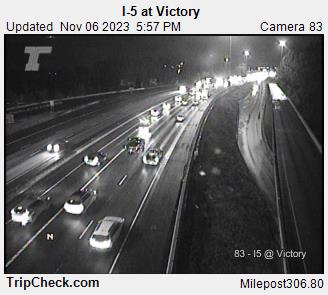 I-5 at Victory
Updated Nov 06 2023 5:57 PM Camera 83
T
N
83 - I5 @ Victory
TripCheck.com Milepost306.80